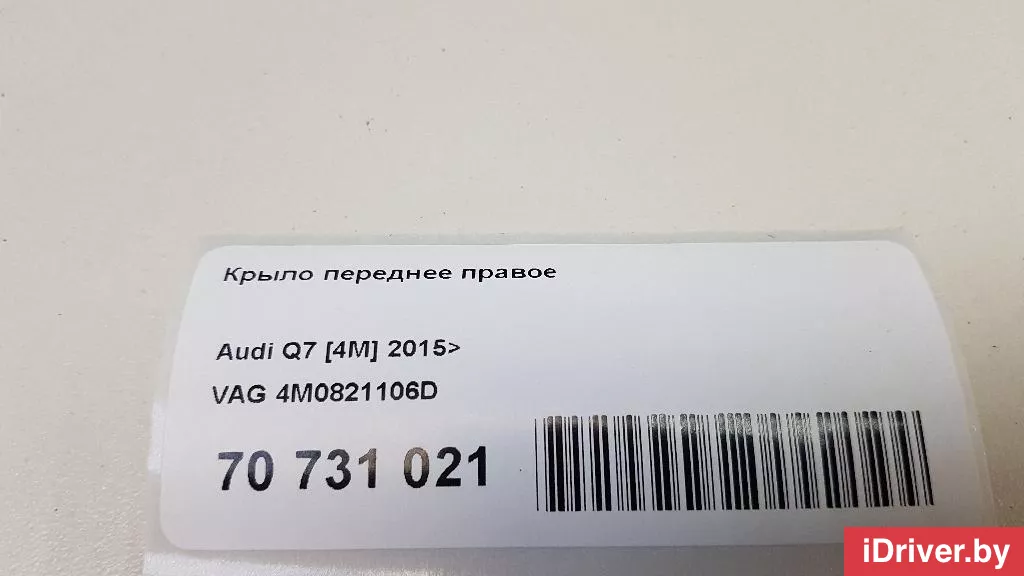 Крыло переднее правое
Audi Q7 [4M] 2015>
VAG 4M0821106D
70 731 021
iDriver.by